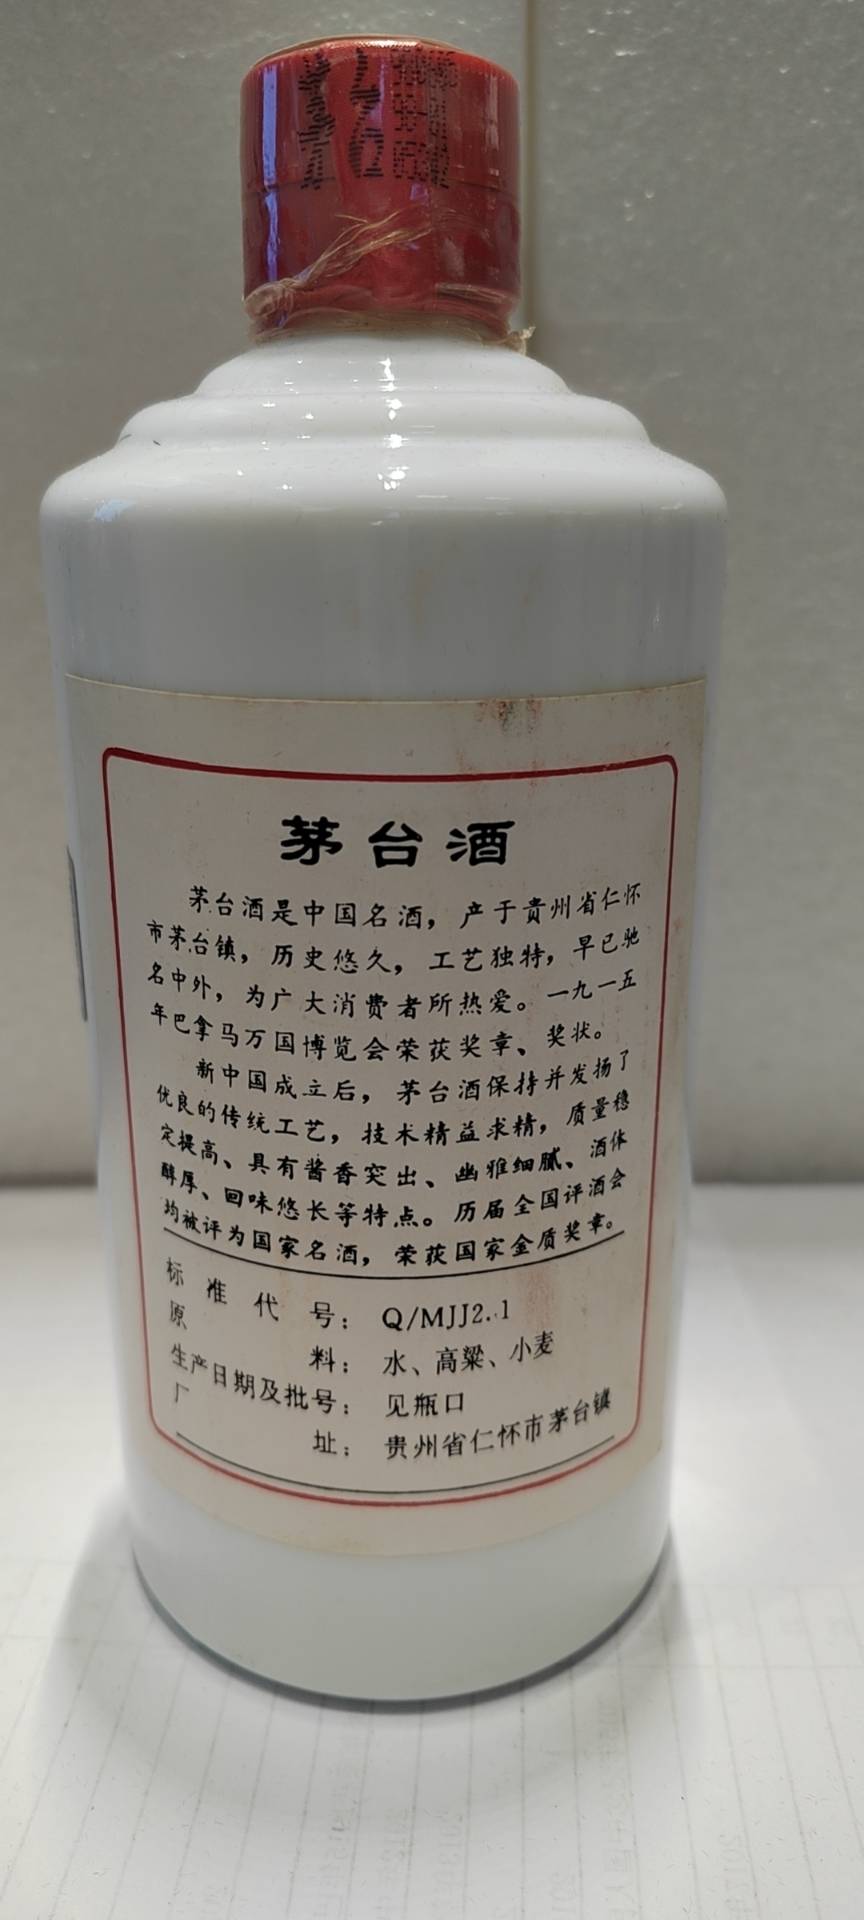 茅台酒
茅台酒是中国名酒，产于贵州省仁怀
市茅台镇，历史悠久，工艺独特，早已驰
名中外，为广大消费者所热爱。一九一五
年巴拿马万国博览会荣获奖章、奖状。
新中国成立后，茅台酒保持并发扬了
优良的传统工艺，技术精益求精，质量稳
定提高、具有酱香突出、幽雅细腻、酒体
醇厚、回味悠长等特点。历届全国评酒会
均被评为国家名酒，荣获国家金质奖章。
标准代号：Q/MJJ2.1
原料：水、高粱、小麦
生产日期及批号：见瓶口
厂址：贵州省仁怀市茅台镇